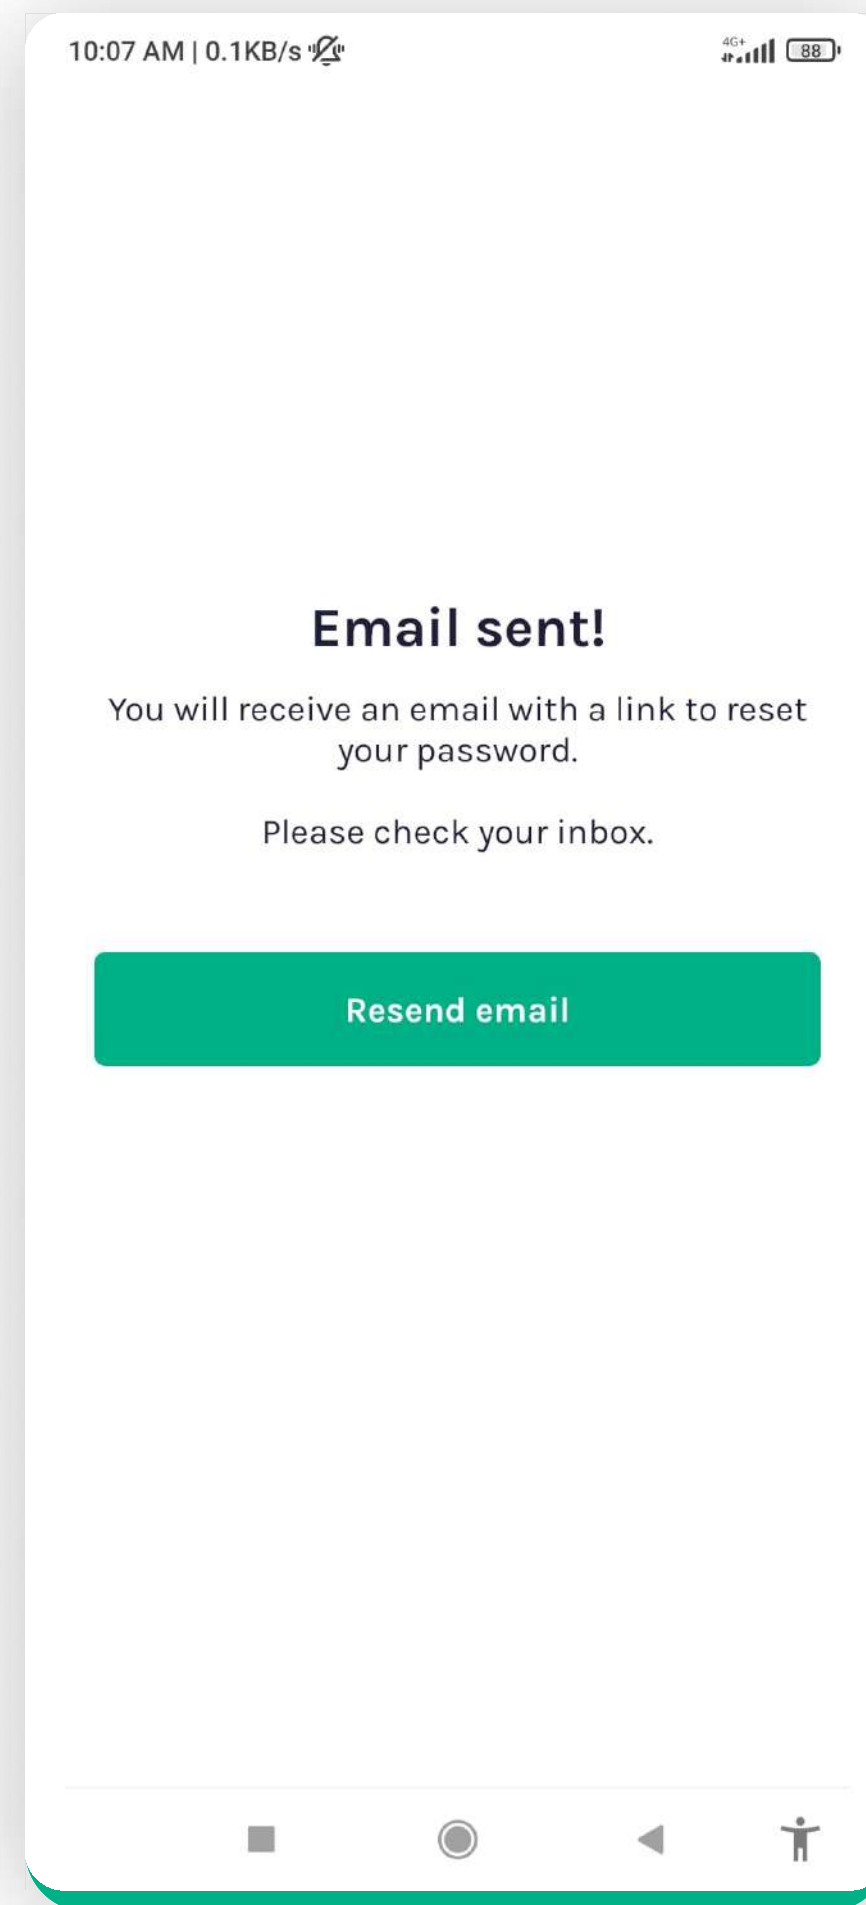 10:07 AM | 0.1KB/s 4G+ 88
Email sent!
You will receive an email with a link to reset
your password.
Please check your inbox.
Resend email